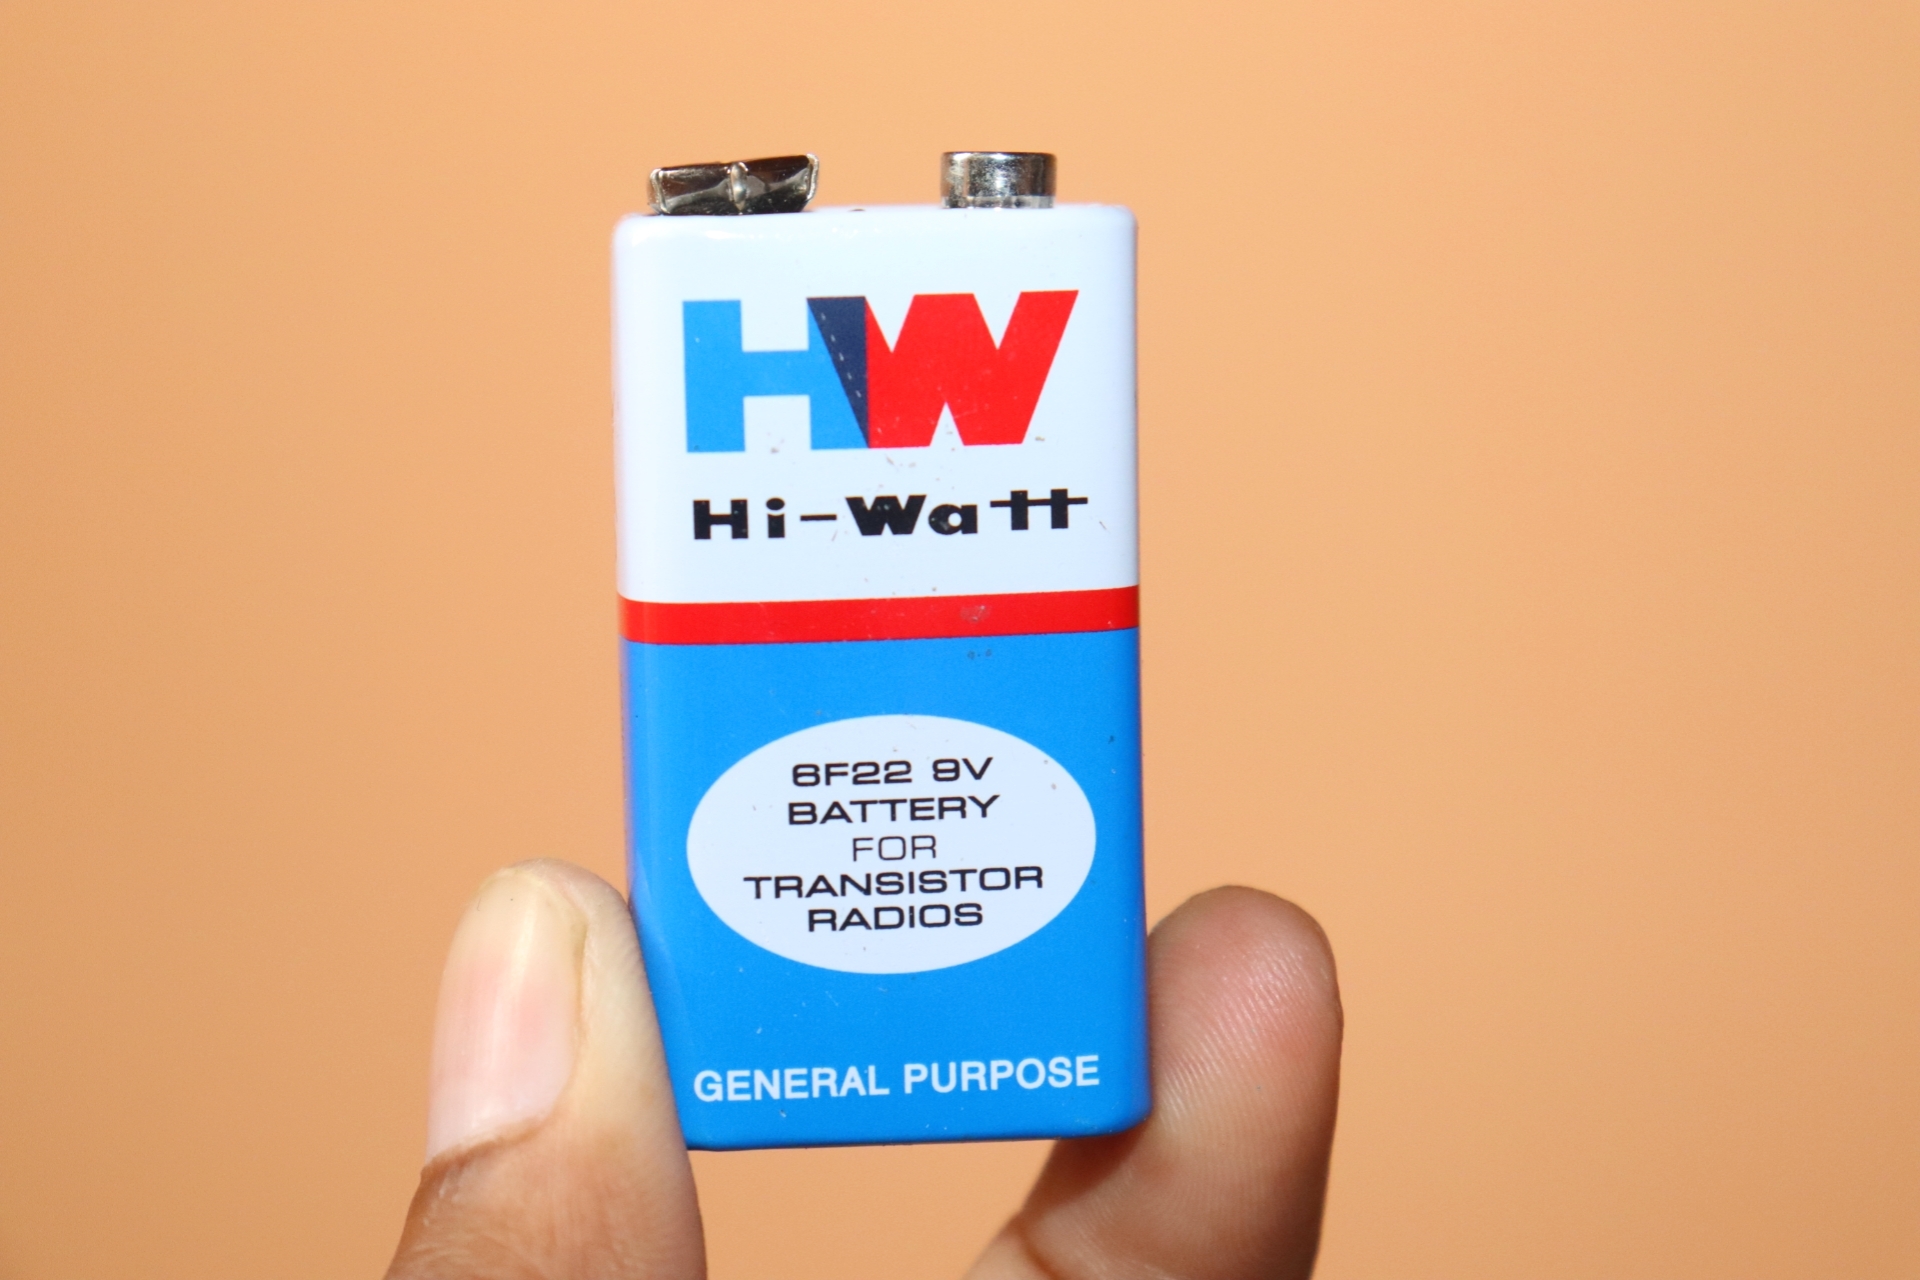 HW
Hi-Watt
6F22 9V
BATTERY
FOR
TRANSISTOR
RADIOS
GENERAL PURPOSE